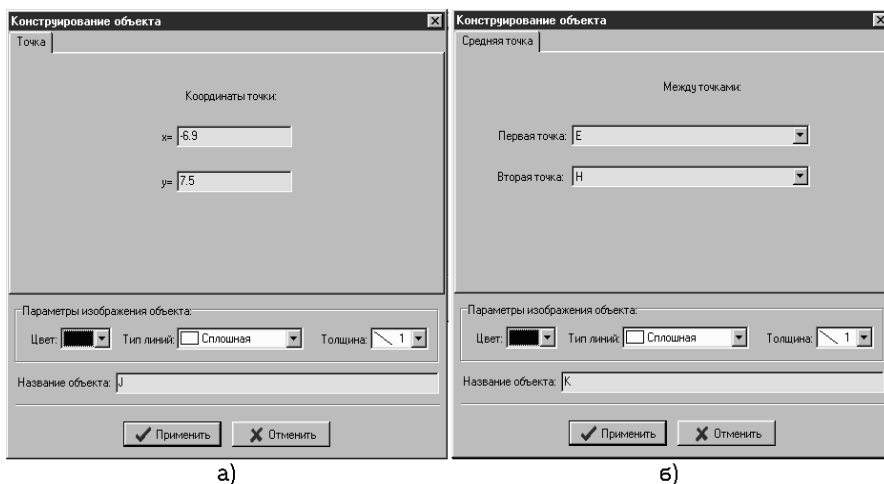 Конструирование объекта
Точка
Координаты точки:
x= -6.9
y= 7.5
Параметры изображения объекта:
Цвет: Тип линий: Сплошная Толщина: 1
Название объекта: J
Применить Отменить
а)
Конструирование объекта
Средняя точка
Между точками:
Первая точка: E
Вторая точка: H
Параметры изображения объекта:
Цвет: Тип линий: Сплошная Толщина: 1
Название объекта: K
Применить Отменить
б)